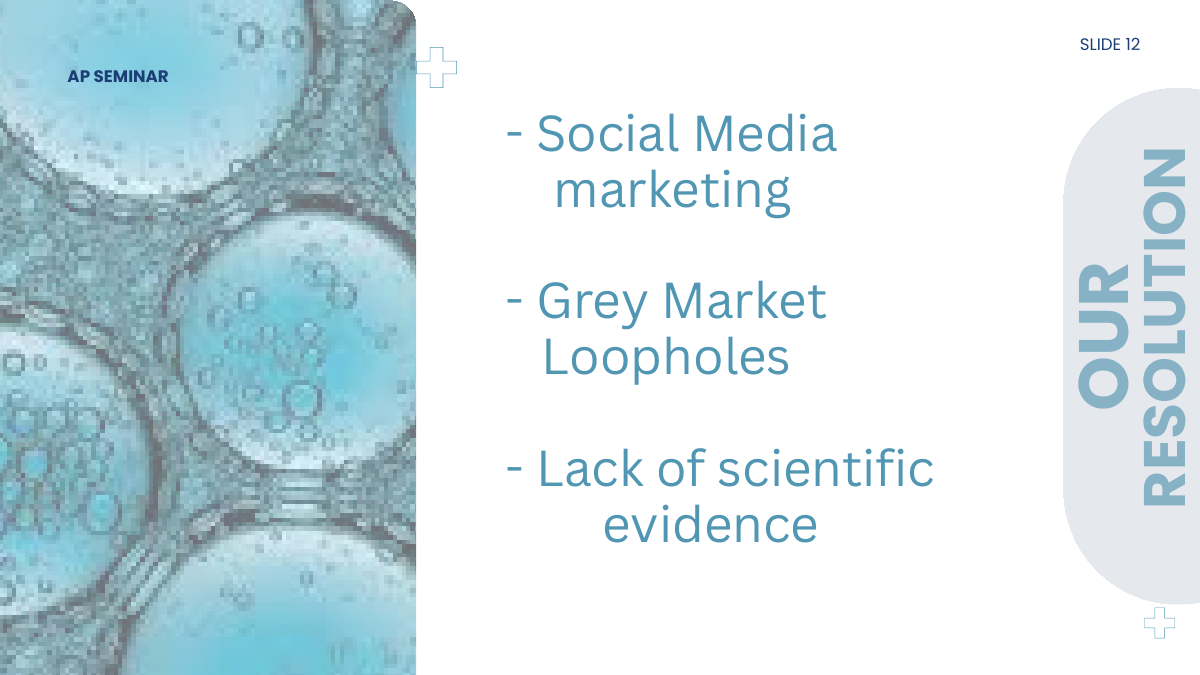 AP SEMINAR
SLIDE 12
- Social Media
marketing
- Grey Market
Loopholes
- Lack of scientific
evidence
OUR
RESOLUTION